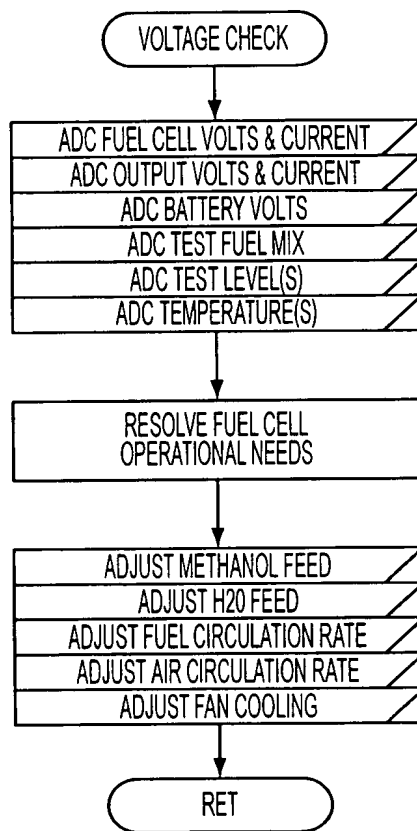 VOLTAGE CHECK
ADC FUEL CELL VOLTS & CURRENT
ADC OUTPUT VOLTS & CURRENT
ADC BATTERY VOLTS
ADC TEST FUEL MIX
ADC TEST LEVEL(S)
ADC TEMPERATURE(S)
RESOLVE FUEL CELL
OPERATIONAL NEEDS
ADJUST METHANOL FEED
ADJUST H20 FEED
ADJUST FUEL CIRCULATION RATE
ADJUST AIR CIRCULATION RATE
ADJUST FAN COOLING
RET